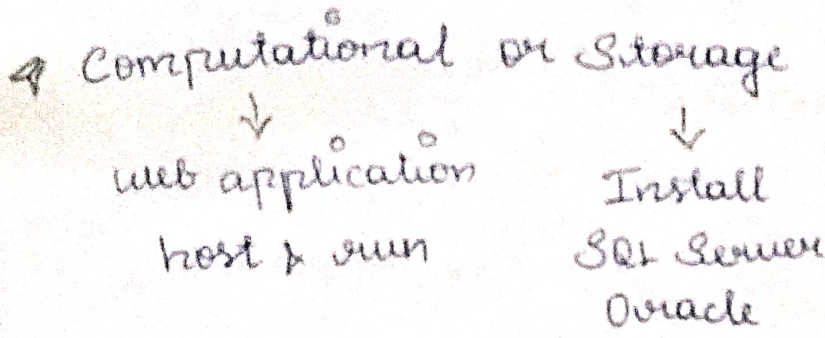 Computational or Storage
↓ ↓
web application Install
host & run SQL Server
Oracle